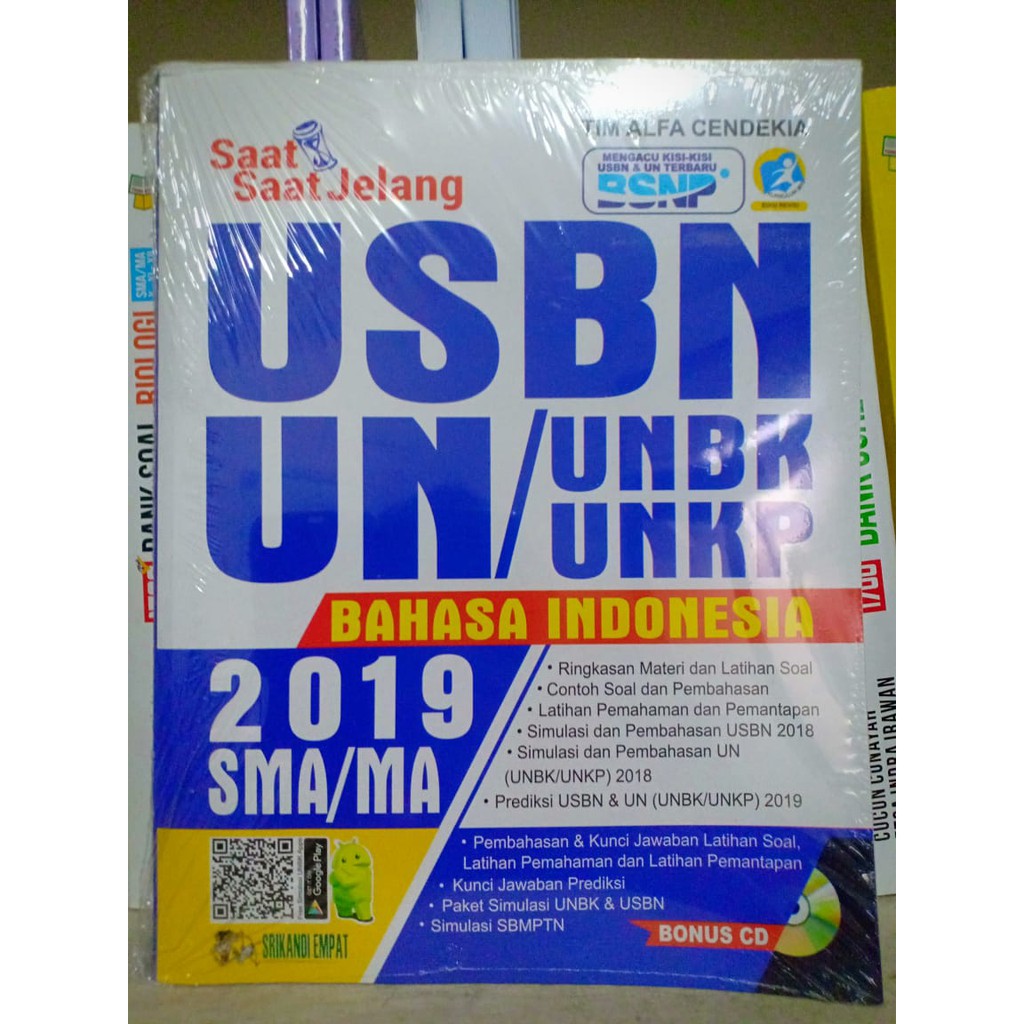 TIM ALFA CENDEKIA
Saat
Saat Jelang
MENGACU KISI-KISI
USBN & UN TERBARU
BSNP
USBN
UN/UNBK
UNKP
BAHASA INDONESIA
2019
SMA/MA
• Ringkasan Materi dan Latihan Soal
• Contoh Soal dan Pembahasan
• Latihan Pemahaman dan Pemantapan
• Simulasi dan Pembahasan USBN 2018
• Simulasi dan Pembahasan UN
(UNBK/UNKP) 2018
• Prediksi USBN & UN (UNBK/UNKP) 2019
• Pembahasan & Kunci Jawaban Latihan Soal,
Latihan Pemahaman dan Latihan Pemantapan
• Kunci Jawaban Prediksi
• Paket Simulasi UNBK & USBN
• Simulasi SBMPTN
BONUS CD
Google Play
SRIKANDI EMPAT
SMA/MA
BIOLOGI
BANK SOAL
BANK